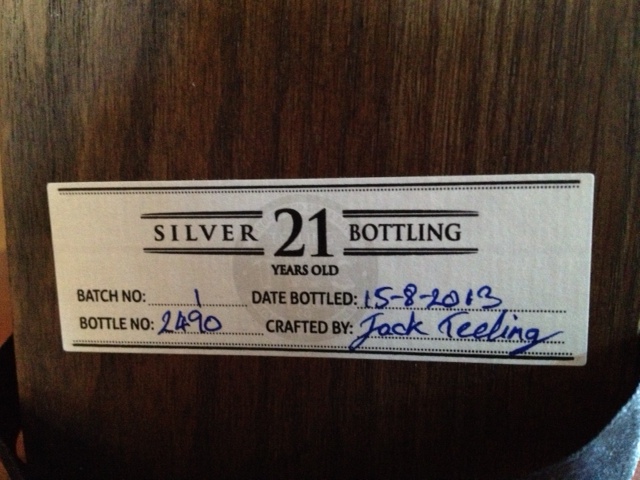 SILVER 21 BOTTLING
YEARS OLD
BATCH NO: 1 DATE BOTTLED: 15-8-2013
BOTTLE NO: 2490 CRAFTED BY: Jack Teeling